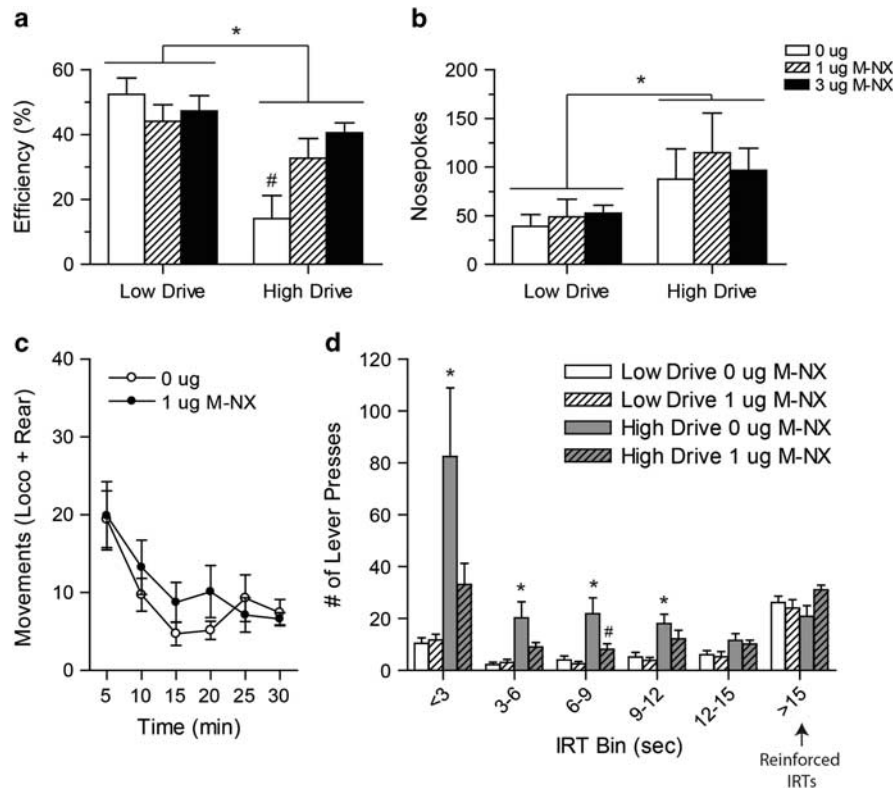 a
*
60
40
20
0
Efficiency (%)
#
Low Drive
High Drive
b
*
0 ug
1 ug M-NX
3 ug M-NX
200
150
100
50
0
Nosepokes
Low Drive
High Drive
c
40
30
20
10
0
Movements (Loco + Rear)
0 ug
1 ug M-NX
5
10
15
20
25
30
Time (min)
d
120
100
80
60
40
20
0
# of Lever Presses
Low Drive 0 ug M-NX
Low Drive 1 ug M-NX
High Drive 0 ug M-NX
High Drive 1 ug M-NX
*
*
*
#
*
<3
3-6
6-9
9-12
12-15
>15
IRT Bin (sec)
Reinforced
IRTs